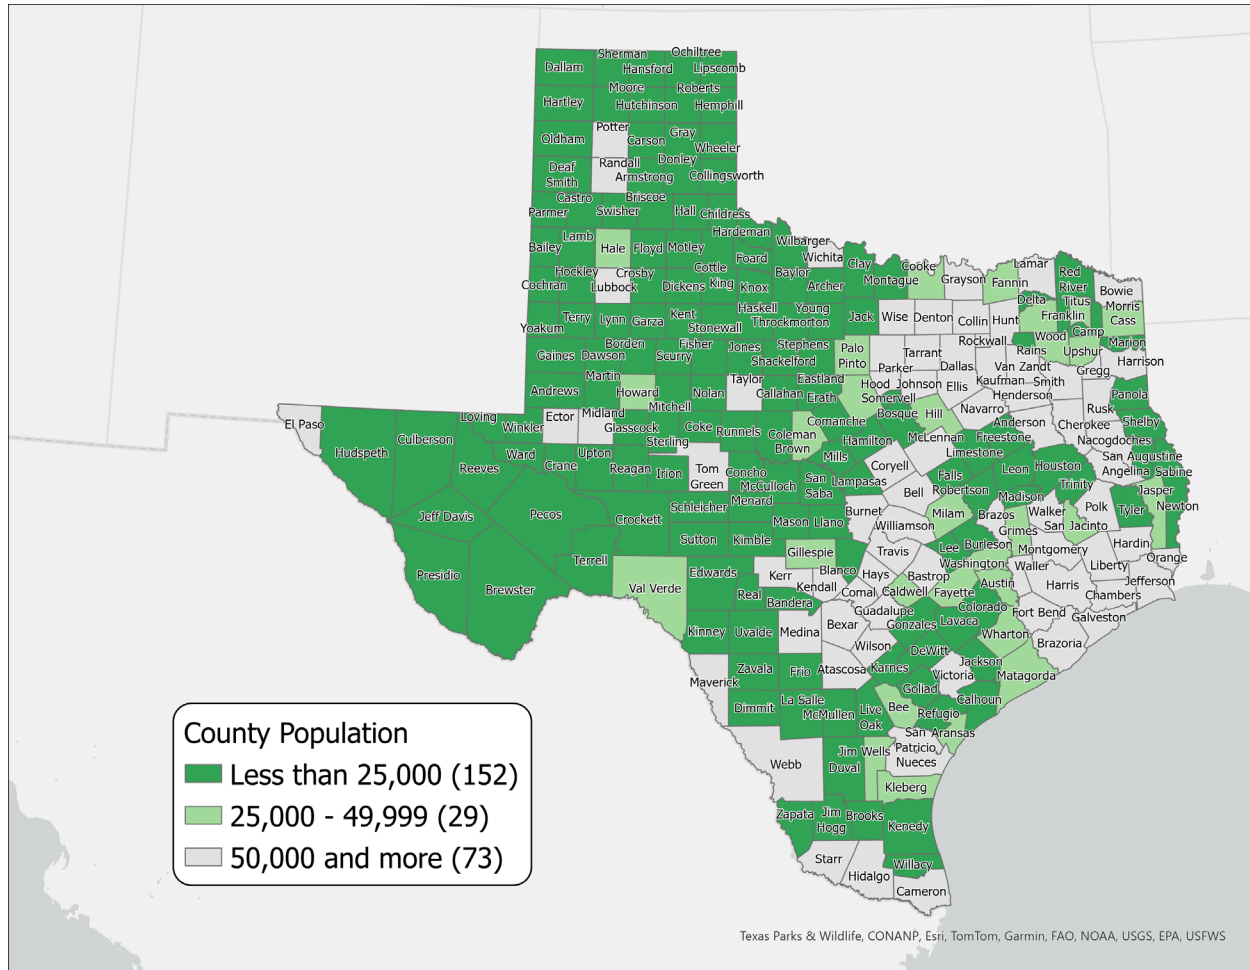 Sherman
Ochiltree
Dallam
Hansford
Lipscomb
Moore
Roberts
Hartley
Hutchinson
Hemphill
Potter
Oldham
Carson
Gray
Wheeler
Randall
Donley
Deaf
Smith
Armstrong
Collingsworth
Castro
Briscoe
Parmer
Swisher
Hall
Childress
Hardeman
Lamb
Bailey
Hale
Floyd
Motley
Foard
Wilbarger
Wichita
Cottle
Clay
Cooke
Lamar
Red
River
Hockley
Crosby
Cochran
Lubbock
Dickens
King
Knox
Baylor
Archer
Montague
Grayson
Fannin
Bowie
Delta
Titus
Morris
Franklin
Cass
Yoakum
Terry
Lynn
Garza
Kent
Stonewall
Haskell
Throckmorton
Young
Jack
Wise
Denton
Collin
Hunt
Wood
Camp
Marion
Rains
Upshur
Borden
Fisher
Jones
Stephens
Palo
Pinto
Rockwall
Gaines
Dawson
Scurry
Shackelford
Parker
Tarrant
Dallas
Van Zandt
Gregg
Harrison
Martin
Andrews
Howard
Nolan
Taylor
Callahan
Eastland
Erath
Hood
Johnson
Ellis
Kaufman
Smith
Henderson
Panola
Rusk
Mitchell
Somervell
Bosque
Hill
Navarro
Anderson
Cherokee
Shelby
El Paso
Loving
Winkler
Ector
Midland
Glasscock
Coke
Runnels
Coleman
Brown
Comanche
Hamilton
McLennan
Freestone
Limestone
Nacogdoches
Hudspeth
Culberson
Reeves
Ward
Crane
Upton
Reagan
Sterling
Irion
Tom
Green
Concho
McCulloch
Mills
San
Saba
Lampasas
Coryell
Falls
Leon
Houston
San Augustine
Angelina
Sabine
Jeff Davis
Pecos
Crockett
Schleicher
Menard
Bell
Robertson
Madison
Trinity
Jasper
Newton
Polk
Tyler
Burnet
Milam
Brazos
Walker
Grimes
San Jacinto
Mason
Llano
Williamson
Sutton
Kimble
Burleson
Lee
Montgomery
Hardin
Presidio
Brewster
Terrell
Val Verde
Edwards
Gillespie
Blanco
Travis
Washington
Waller
Liberty
Orange
Kerr
Kendall
Hays
Bastrop
Harris
Jefferson
Real
Bandera
Comal
Caldwell
Fayette
Austin
Chambers
Guadalupe
Colorado
Fort Bend
Galveston
Kinney
Uvalde
Medina
Bexar
Gonzales
Lavaca
Wharton
Brazoria
Wilson
DeWitt
Jackson
Maverick
Zavala
Frio
Atascosa
Karnes
Victoria
Matagorda
Goliad
Calhoun
Dimmit
La Salle
McMullen
Live
Oak
Bee
Refugio
San
Patricio
Aransas
Webb
Duval
Jim Wells
Nueces
Kleberg
Zapata
Jim
Hogg
Brooks
Kenedy
Starr
Hidalgo
Willacy
Cameron
County Population
Less than 25,000 (152)
25,000 - 49,999 (29)
50,000 and more (73)
Texas Parks & Wildlife, CONANP, Esri, TomTom, Garmin, FAO, NOAA, USGS, EPA, USFWS